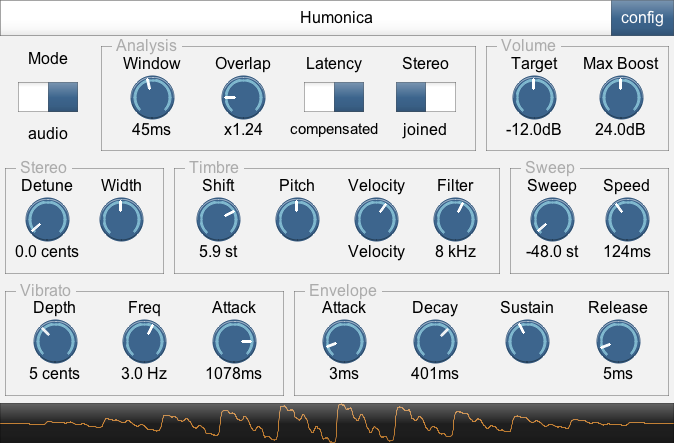 Humonica
config
Mode
audio
Analysis
Window
Overlap
Latency
Stereo
45ms
x1.24
compensated
joined
Volume
Target
Max Boost
-12.0dB
24.0dB
Stereo
Detune
Width
0.0 cents
Timbre
Shift
Pitch
Velocity
Filter
5.9 st
Velocity
8 kHz
Sweep
Sweep
Speed
-48.0 st
124ms
Vibrato
Depth
Freq
Attack
5 cents
3.0 Hz
1078ms
Envelope
Attack
Decay
Sustain
Release
3ms
401ms
5ms